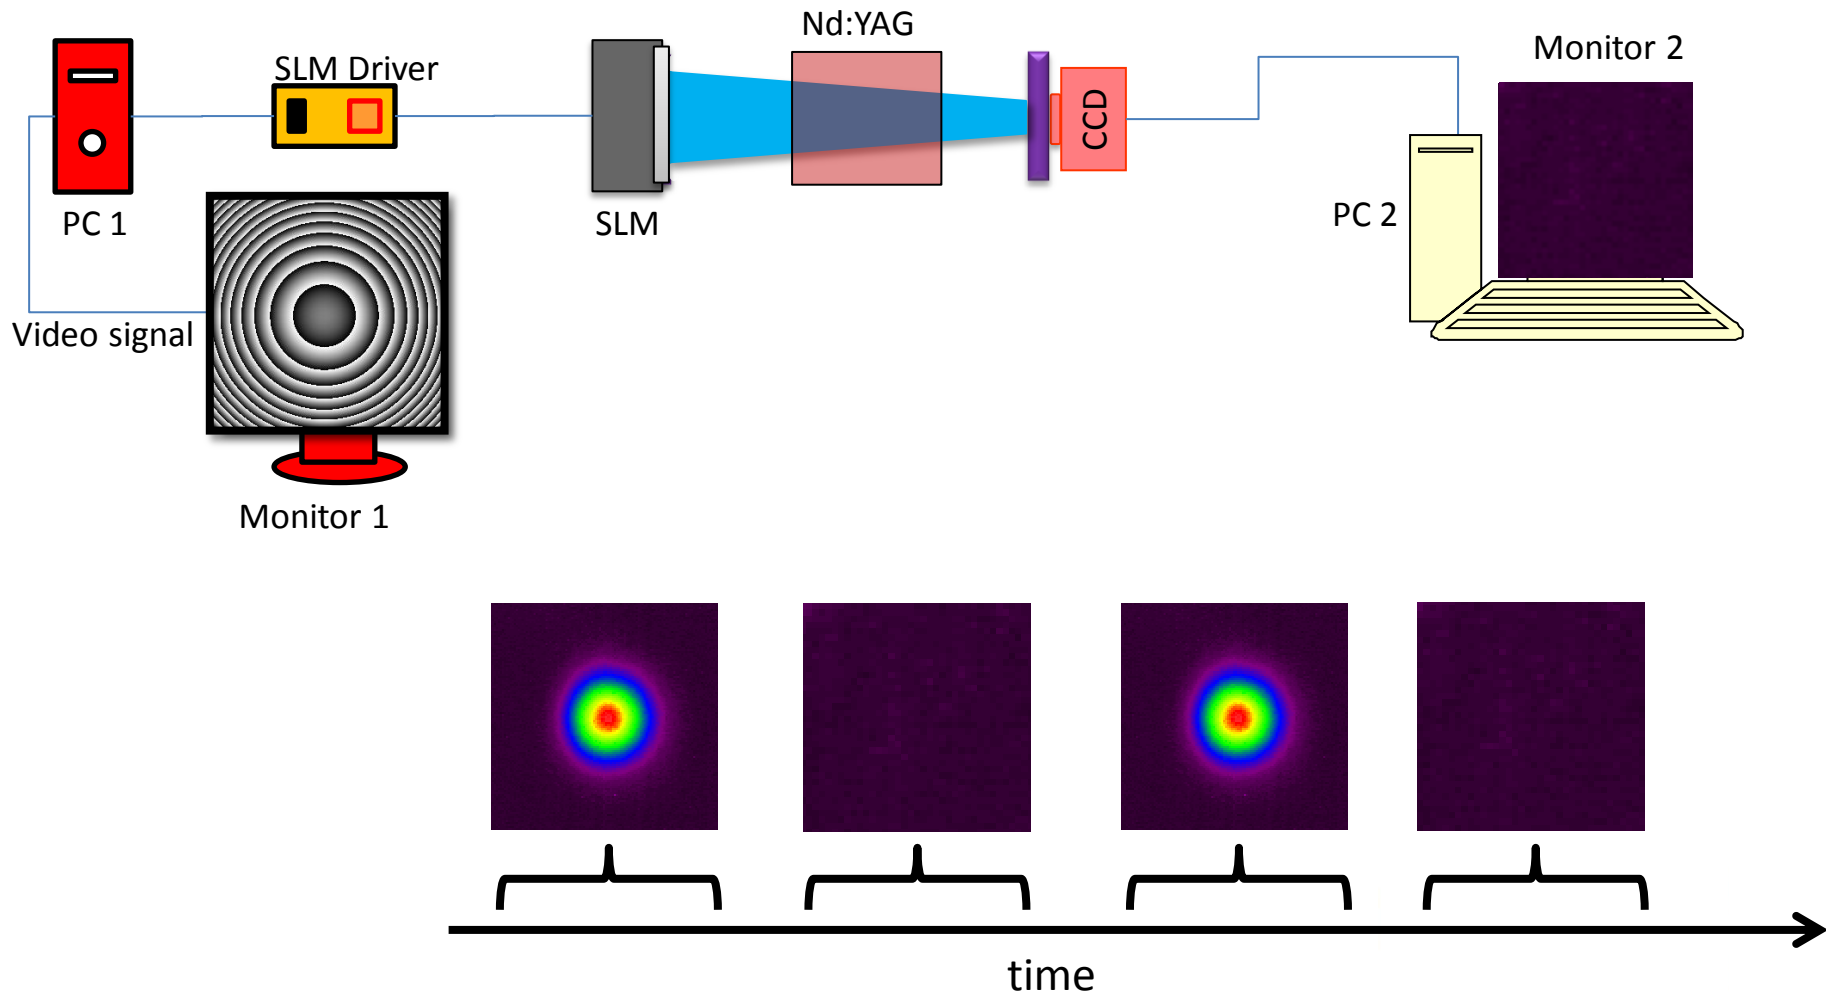 Nd:YAG
Monitor 2
SLM Driver
CCD
PC 1
SLM
PC 2
Video signal
Monitor 1
time